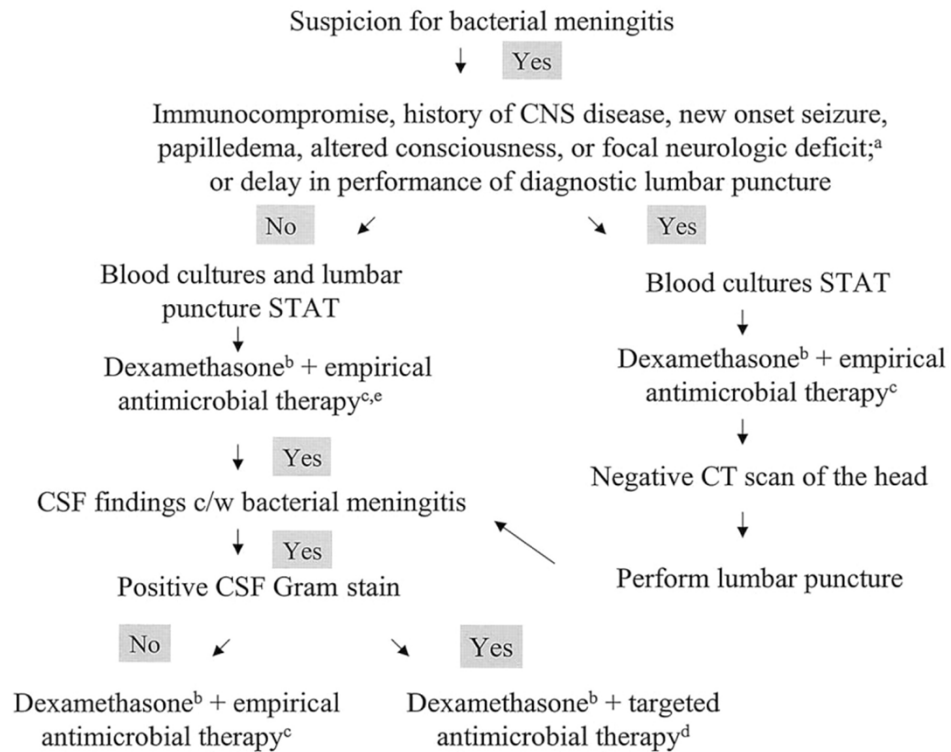 Suspicion for bacterial meningitis
Yes
Immunocompromise, history of CNS disease, new onset seizure,
papilledema, altered consciousness, or focal neurologic deficit;ᵃ
or delay in performance of diagnostic lumbar puncture
No
Yes
Blood cultures and lumbar
puncture STAT
Blood cultures STAT
Dexamethasoneᵇ + empirical
antimicrobial therapyᶜ,ᵉ
Dexamethasoneᵇ + empirical
antimicrobial therapyᶜ
Yes
Negative CT scan of the head
CSF findings c/w bacterial meningitis
Yes
Positive CSF Gram stain
Perform lumbar puncture
No
Yes
Dexamethasoneᵇ + empirical
antimicrobial therapyᶜ
Dexamethasoneᵇ + targeted
antimicrobial therapyᵈ